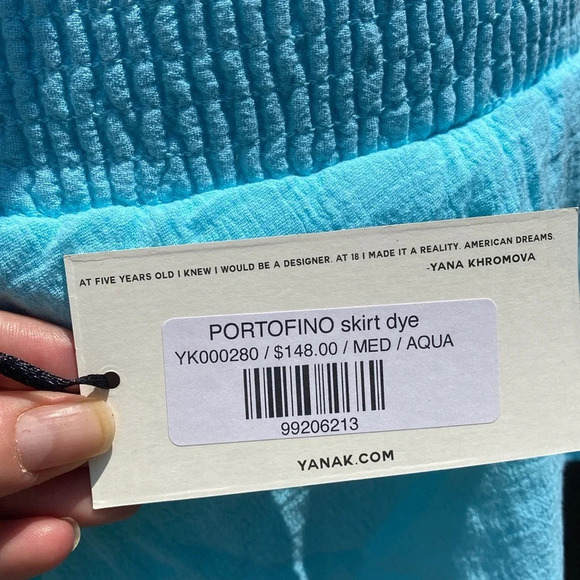 AT FIVE YEARS OLD I KNEW I WOULD BE A DESIGNER. AT 18 I MADE IT A REALITY. AMERICAN DREAMS.
-YANA KHROMOVA
PORTOFINO skirt dye
YK000280 / $148.00 / MED / AQUA
99206213
YANAK.COM